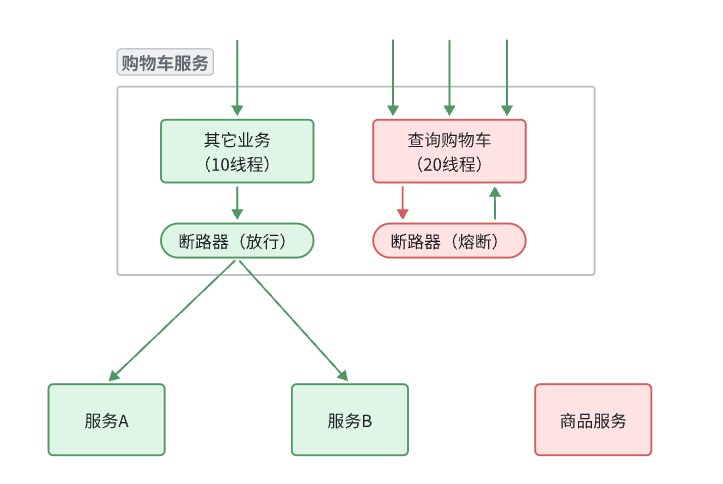 购物车服务
其它业务
（10线程）
查询购物车
（20线程）
断路器（放行）
断路器（熔断）
服务A
服务B
商品服务